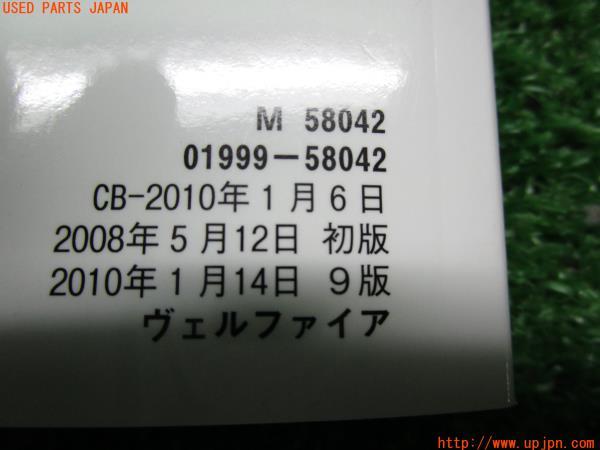 USED PARTS JAPAN
M 58042
01999-58042
CB-2010年1月6日
2008年5月12日 初版
2010年1月14日 9版
ヴェルファイア
http://www.upjpn.com/